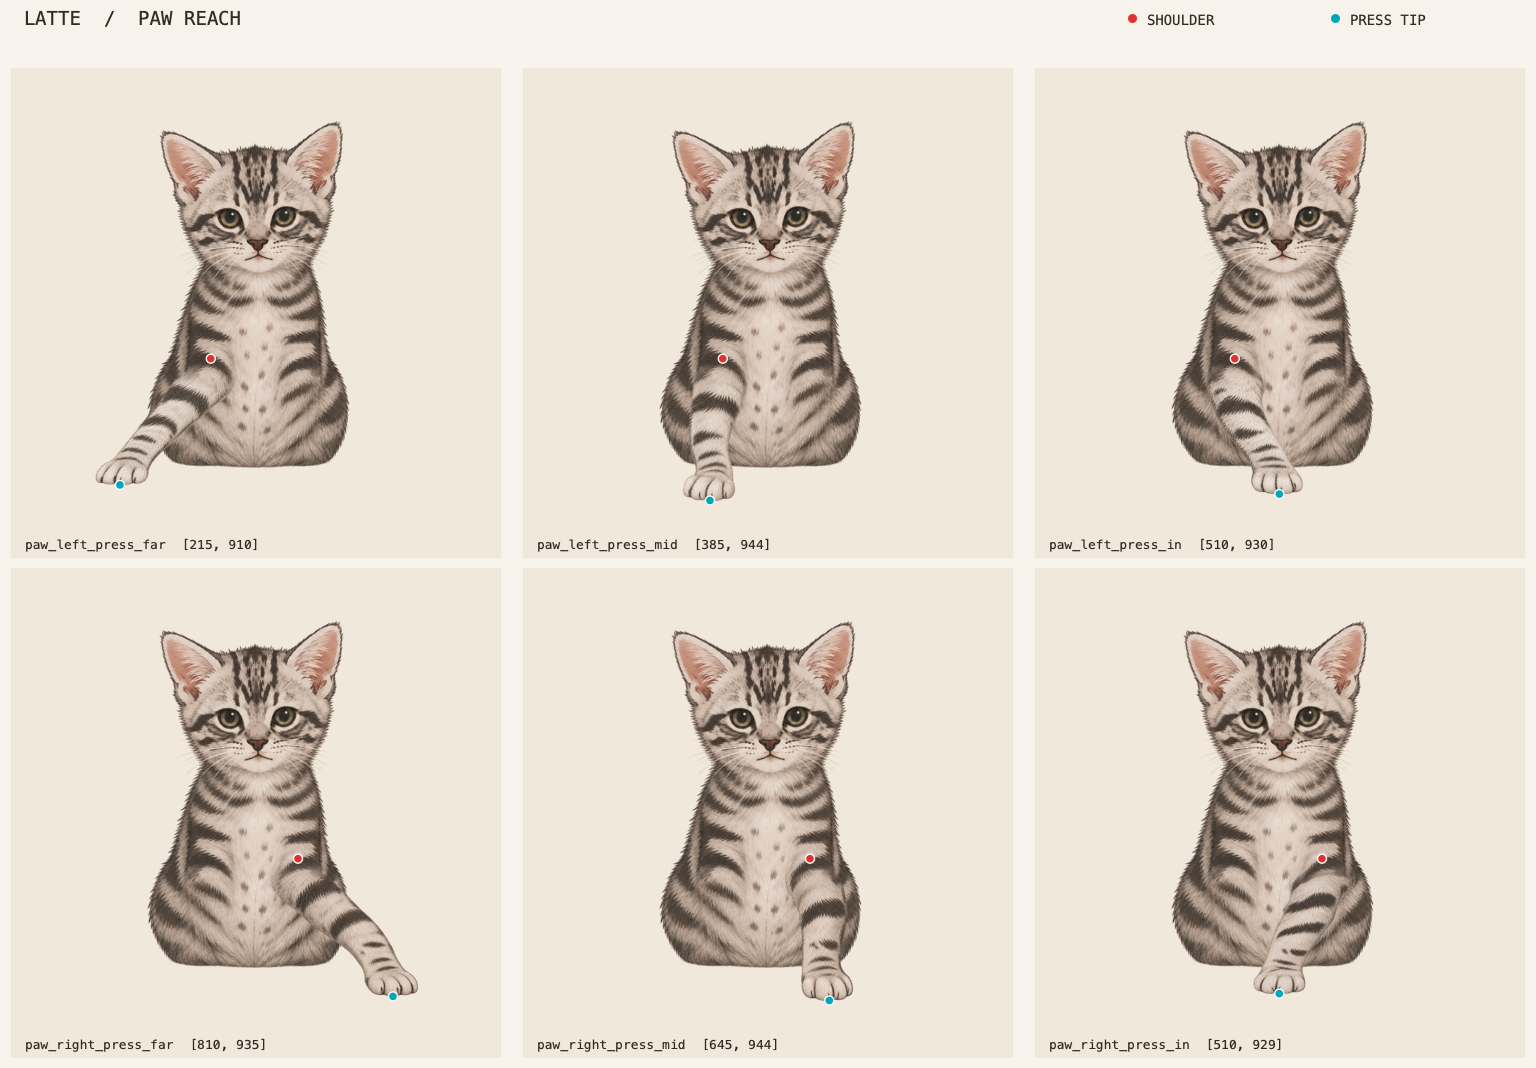 LATTE / PAW REACH
SHOULDER
PRESS TIP
paw_left_press_far [215, 910]
paw_left_press_mid [385, 944]
paw_left_press_in [510, 930]
paw_right_press_far [810, 935]
paw_right_press_mid [645, 944]
paw_right_press_in [510, 929]